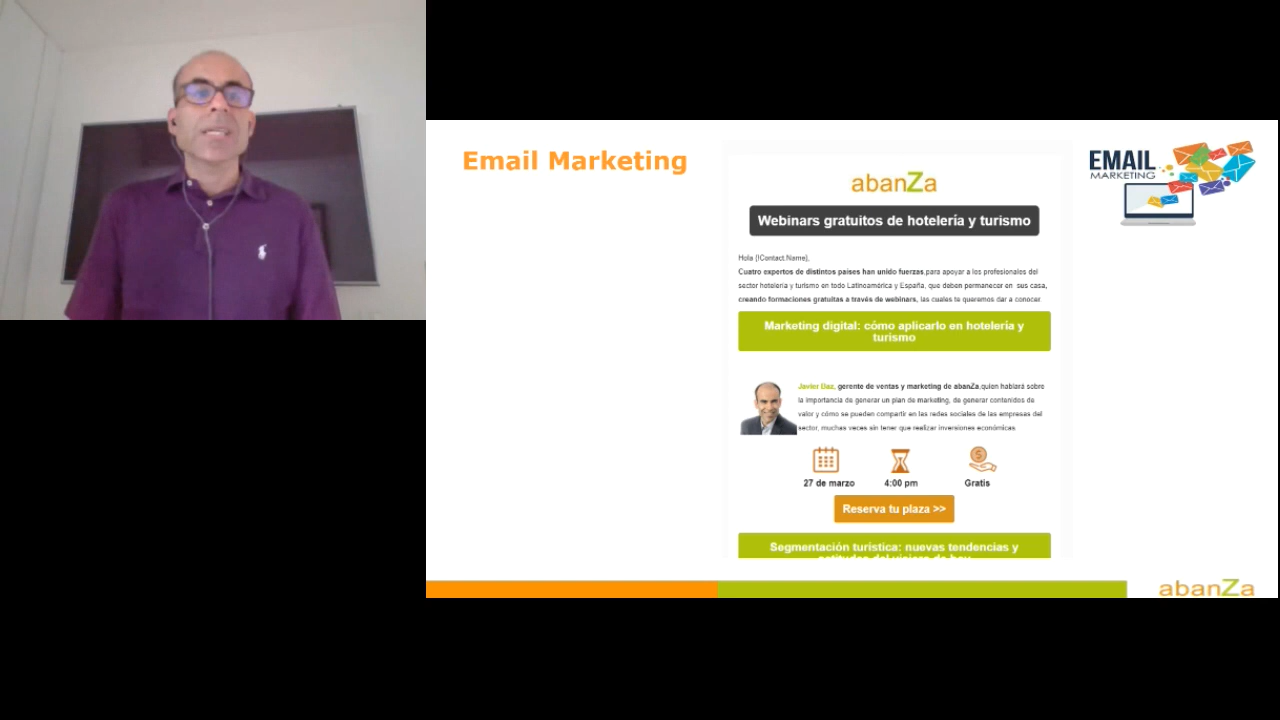 Email Marketing
EMAIL
MARKETING
abanZa
Webinars gratuitos de hotelería y turismo
Hola {!Contact.Name},
Cuatro expertos de distintos países han unido fuerzas para apoyar a los profesionales del
sector hotelería y turismo en todo Latinoamérica y España, que deben permanecer en sus casa,
creando formaciones gratuitas a través de webinars, las cuales te queremos dar a conocer
Marketing digital: cómo aplicarlo en hotelería y
turismo
Javier Daz, gerente de ventas y marketing de abanZa,quien hablará sobre
la importancia de generar un plan de marketing, de generar contenidos de
valor y cómo se pueden compartir en las redes sociales de las empresas del
sector, muchas veces sin tener que realizar inversiones económicas.
27 de marzo
4:00 pm
Gratis
Reserva tu plaza >>
Segmentación turística: nuevas tendencias y
abanZa